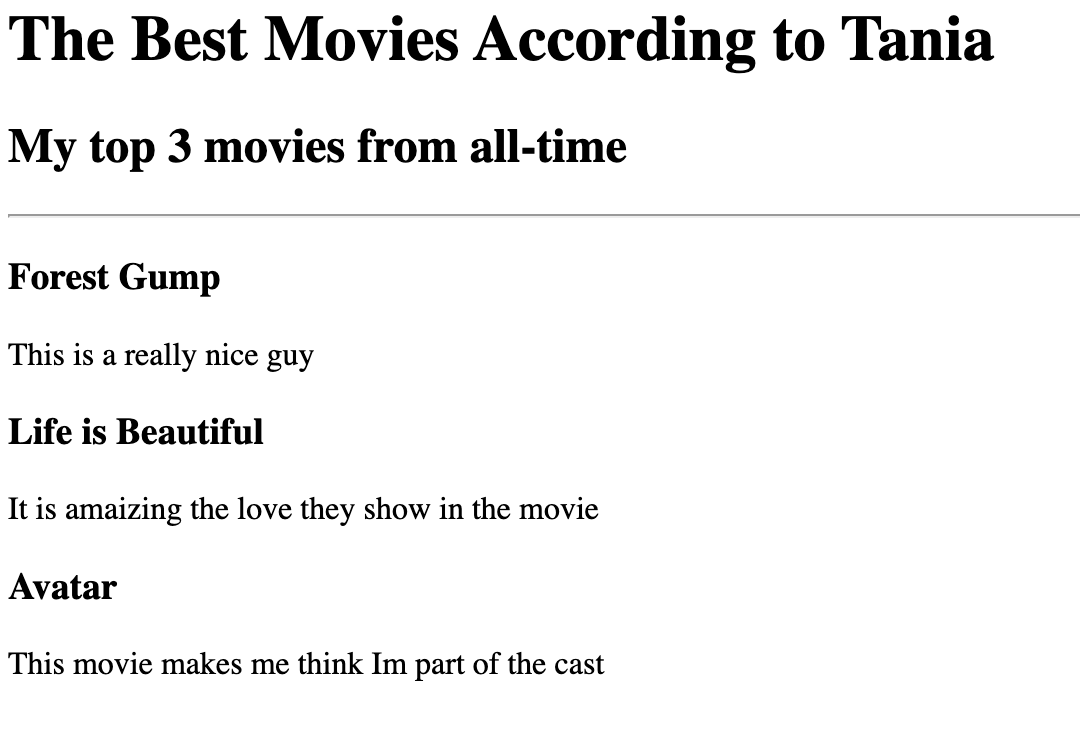 The Best Movies According to Tania
My top 3 movies from all-time
Forest Gump
This is a really nice guy
Life is Beautiful
It is amaizing the love they show in the movie
Avatar
This movie makes me think Im part of the cast